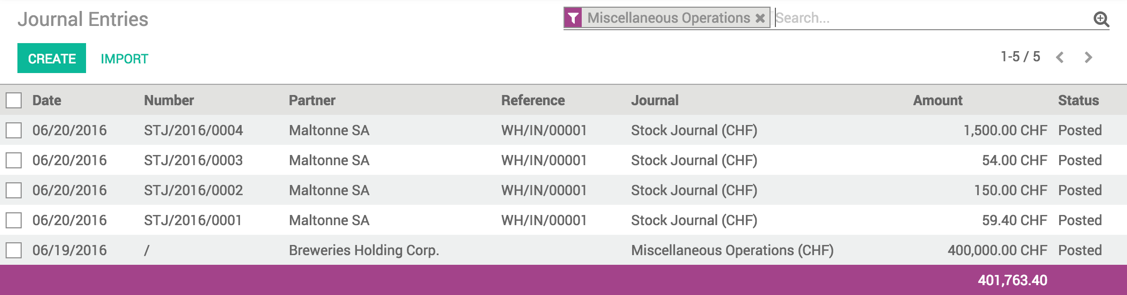 Journal Entries
Miscellaneous Operations × Search...
CREATE IMPORT 1-5 / 5
Date Number Partner Reference Journal Amount Status
06/20/2016 STJ/2016/0004 Maltonne SA WH/IN/00001 Stock Journal (CHF) 1,500.00 CHF Posted
06/20/2016 STJ/2016/0003 Maltonne SA WH/IN/00001 Stock Journal (CHF) 54.00 CHF Posted
06/20/2016 STJ/2016/0002 Maltonne SA WH/IN/00001 Stock Journal (CHF) 150.00 CHF Posted
06/20/2016 STJ/2016/0001 Maltonne SA WH/IN/00001 Stock Journal (CHF) 59.40 CHF Posted
06/19/2016 / Breweries Holding Corp. Miscellaneous Operations (CHF) 400,000.00 CHF Posted
401,763.40